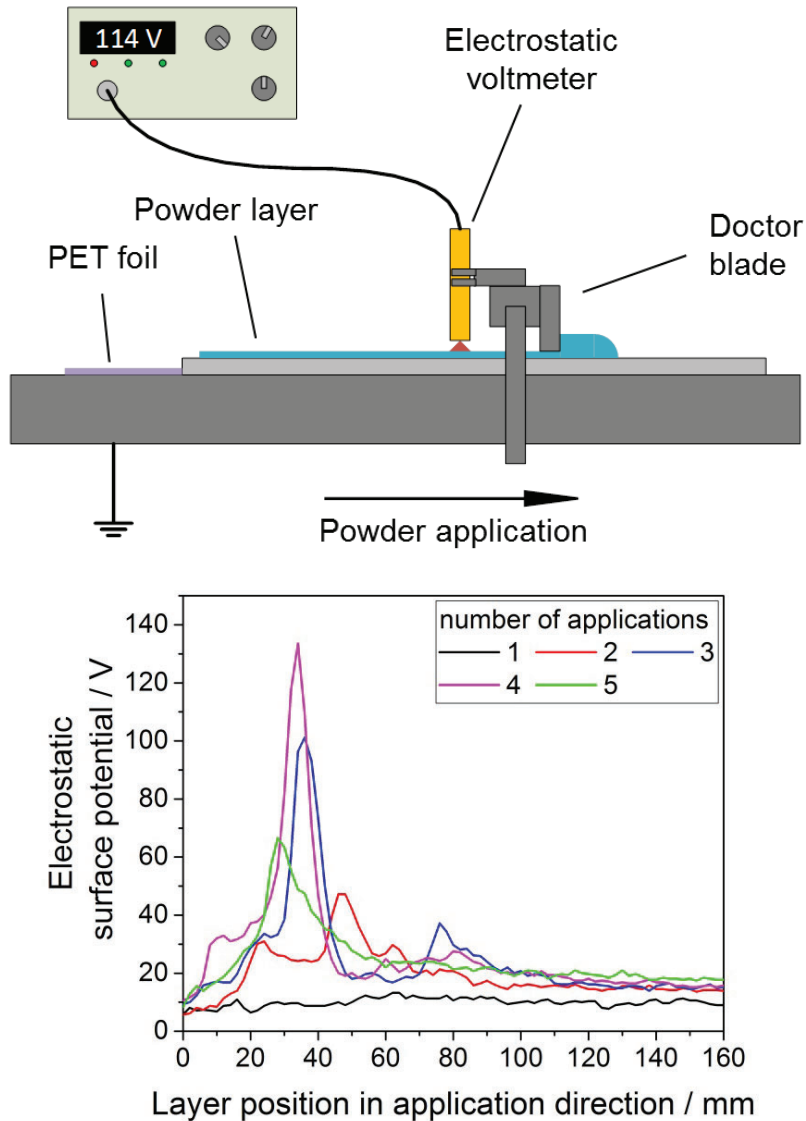 114 V
Electrostatic
voltmeter
Powder layer
PET foil
Doctor
blade
Powder application
Electrostatic
surface potential / V
140
120
100
80
60
40
20
0
number of applications
1 2 3
4 5
0 20 40 60 80 100 120 140 160
Layer position in application direction / mm